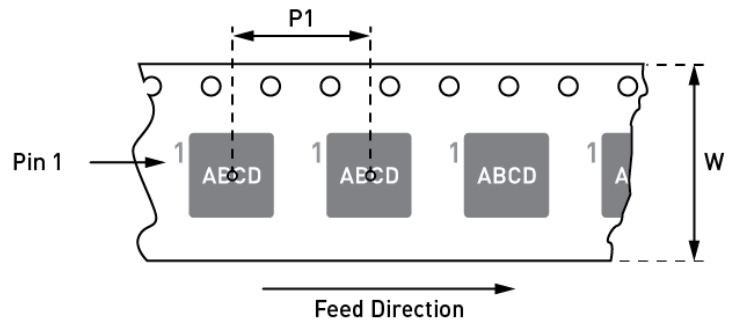 P1
1 1 1 1
Pin 1
ABCD ABCD ABCD A
W
Feed Direction